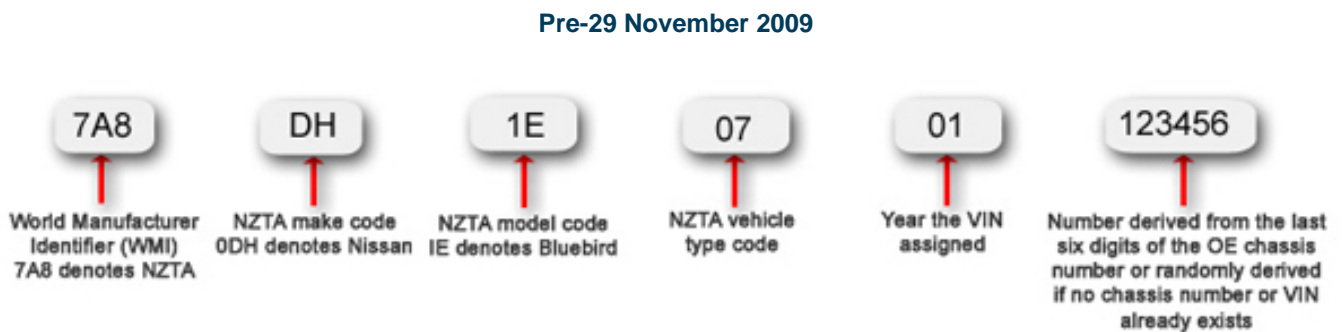 Pre-29 November 2009
7A8
DH
1E
07
01
123456
World Manufacturer
Identifier (WMI)
7A8 denotes NZTA
NZTA make code
0DH denotes Nissan
NZTA model code
IE denotes Bluebird
NZTA vehicle
type code
Year the VIN
assigned
Number derived from the last
six digits of the OE chassis
number or randomly derived
if no chassis number or VIN
already exists